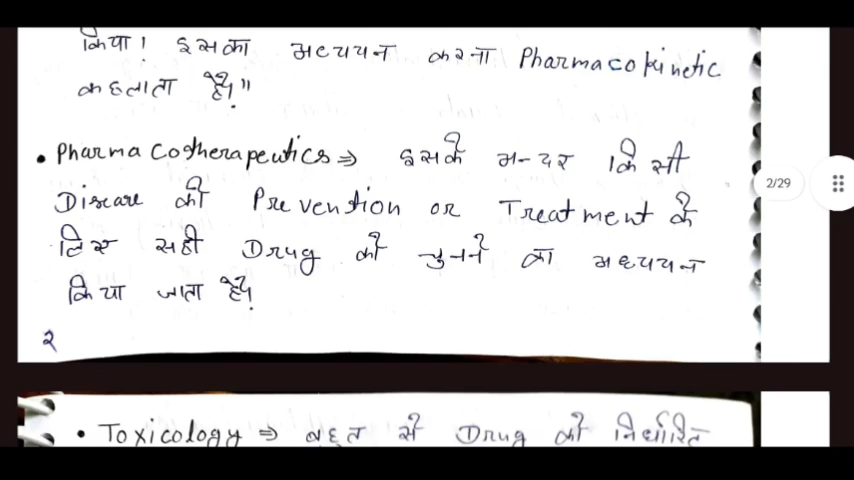 किया। इसका अध्ययन करना Pharmacokinetic
कहलाता है।"
• Pharmacotherapeutics ⇒ इसके अन्दर किसी
Disease की Prevention or Treatment के
लिए सही Drug को चुनने का अध्ययन
किया जाता है।
2/29
२
• Toxicology ⇒ बहुत से Drug की निर्धारित